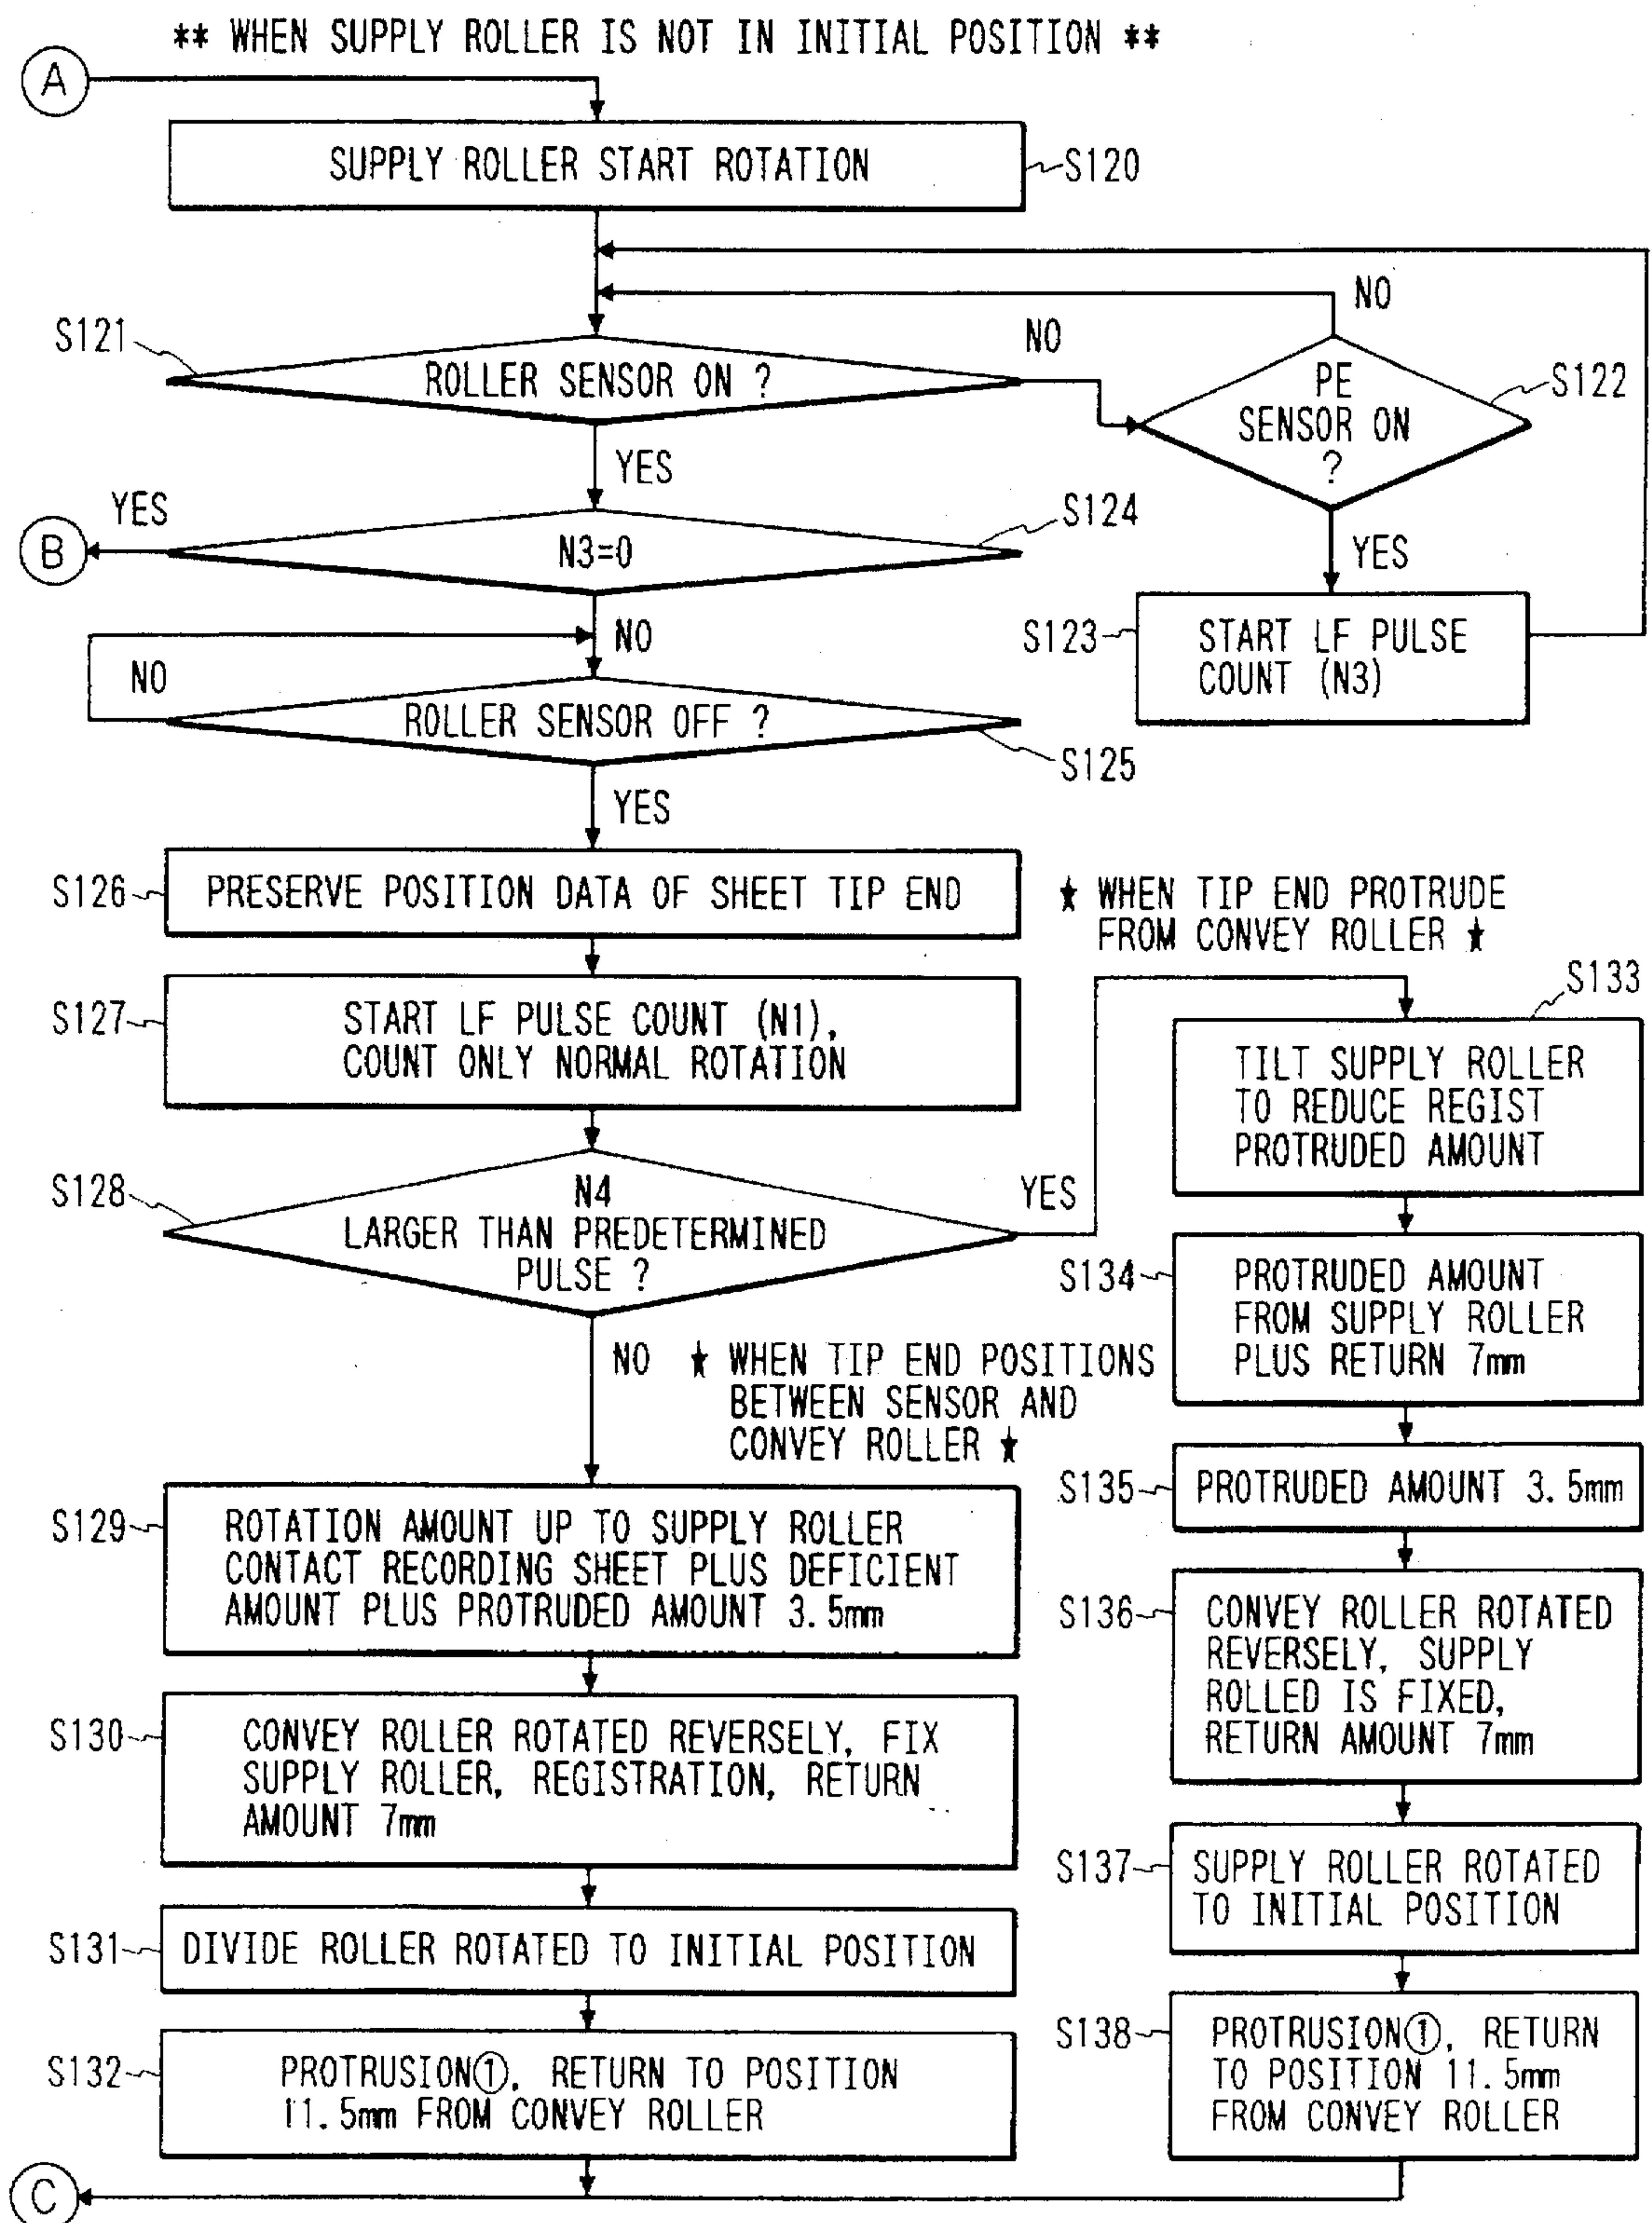 ** WHEN SUPPLY ROLLER IS NOT IN INITIAL POSITION **
A
SUPPLY ROLLER START ROTATION
S120
NO
S121
ROLLER SENSOR ON ?
NO
PE
SENSOR ON
?
S122
YES
YES
B
N3=0
S124
YES
S123
START LF PULSE
COUNT (N3)
NO
NO
ROLLER SENSOR OFF ?
S125
YES
S126
PRESERVE POSITION DATA OF SHEET TIP END
★ WHEN TIP END PROTRUDE
FROM CONVEY ROLLER ★
S127
START LF PULSE COUNT (N1),
COUNT ONLY NORMAL ROTATION
S133
TILT SUPPLY ROLLER
TO REDUCE REGIST
PROTRUDED AMOUNT
S128
N4
LARGER THAN PREDETERMINED
PULSE ?
YES
S134
PROTRUDED AMOUNT
FROM SUPPLY ROLLER
PLUS RETURN 7mm
NO
★ WHEN TIP END POSITIONS
BETWEEN SENSOR AND
CONVEY ROLLER ★
S135
PROTRUDED AMOUNT 3.5mm
S129
ROTATION AMOUNT UP TO SUPPLY ROLLER
CONTACT RECORDING SHEET PLUS DEFICIENT
AMOUNT PLUS PROTRUDED AMOUNT 3.5mm
S136
CONVEY ROLLER ROTATED
REVERSELY, SUPPLY
ROLLED IS FIXED,
RETURN AMOUNT 7mm
S130
CONVEY ROLLER ROTATED REVERSELY, FIX
SUPPLY ROLLER, REGISTRATION, RETURN
AMOUNT 7mm
S137
SUPPLY ROLLER ROTATED
TO INITIAL POSITION
S131
DIVIDE ROLLER ROTATED TO INITIAL POSITION
S138
PROTRUSION①, RETURN
TO POSITION 11.5mm
FROM CONVEY ROLLER
S132
PROTRUSION①, RETURN TO POSITION
11.5mm FROM CONVEY ROLLER
C